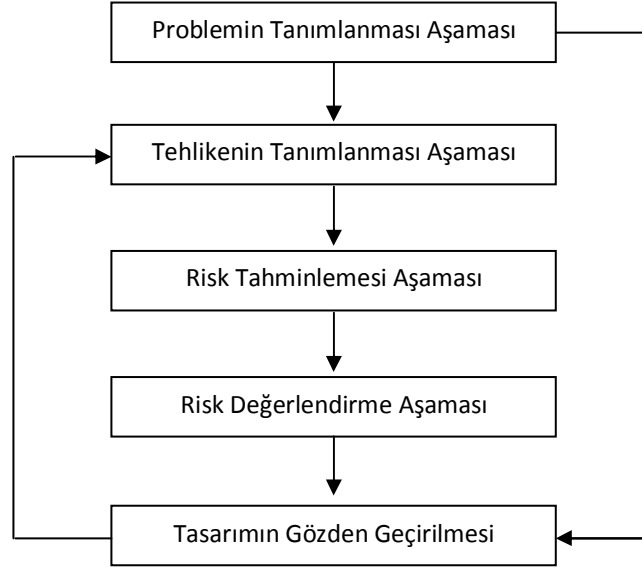 Problemin Tanımlanması Aşaması
Tehlikenin Tanımlanması Aşaması
Risk Tahminlemesi Aşaması
Risk Değerlendirme Aşaması
Tasarımın Gözden Geçirilmesi